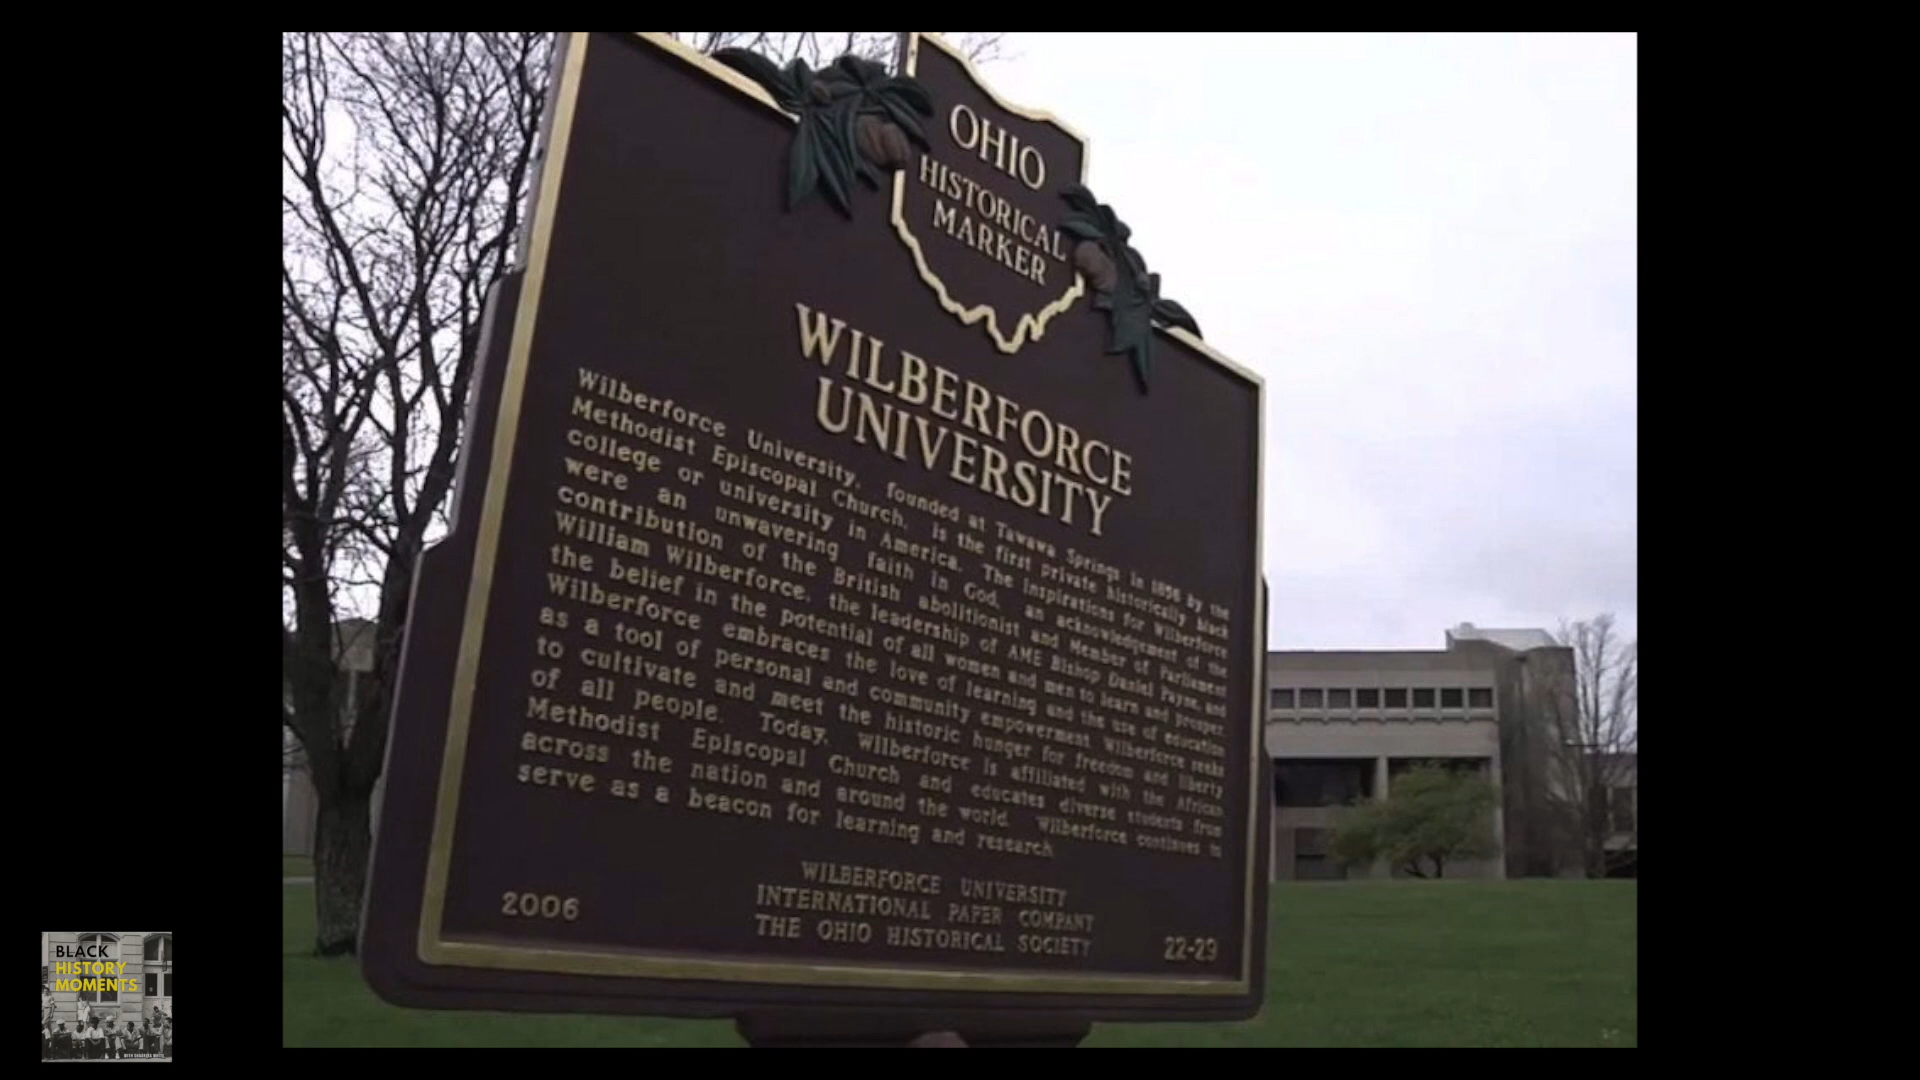 OHIO
HISTORICAL
MARKER
WILBERFORCE
UNIVERSITY
Wilberforce University, founded at Tawawa Springs in 1856 by the
Methodist Episcopal Church, is the first private historically black
college or university in America. The inspirations for Wilberforce
were an unwavering faith in God, an acknowledgement of the
contribution of the British abolitionist and Member of Parliament
William Wilberforce, the leadership of AME Bishop Daniel Payne, and
the belief in the potential of all women and men to learn and prosper.
Wilberforce embraces the love of learning and the use of education
as a tool of personal and community empowerment. Wilberforce seeks
to cultivate and meet the historic hunger for freedom and liberty
of all people. Today, Wilberforce is affiliated with the African
Methodist Episcopal Church and educates diverse students from
across the nation and around the world. Wilberforce continues to
serve as a beacon for learning and research.
WILBERFORCE UNIVERSITY
INTERNATIONAL PAPER COMPANY
THE OHIO HISTORICAL SOCIETY
2006
22-29
BLACK
HISTORY
MOMENTS